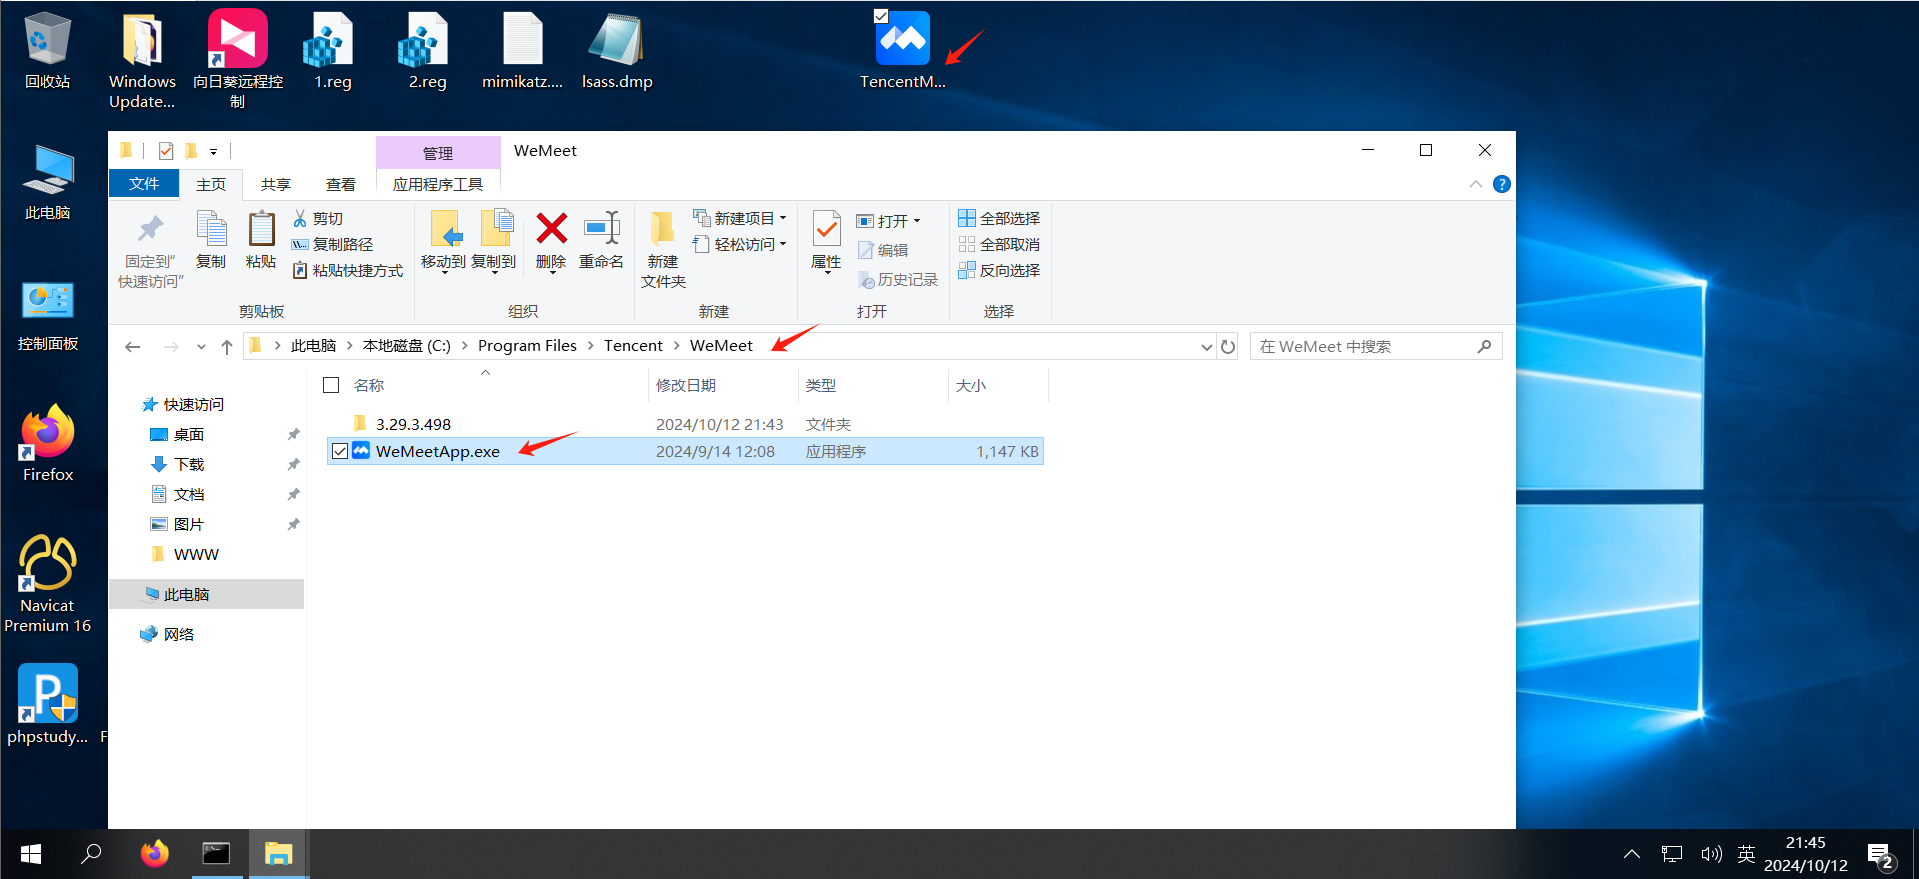 回收站
Windows
Update...
向日葵远程控
制
1.reg
2.reg
mimikatz....
lsass.dmp
TencentM...
此电脑
控制面板
Firefox
Navicat
Premium 16
phpstudy...
F
管理
WeMeet
文件
主页
共享
查看
应用程序工具
固定到"
快速访问"
复制
粘贴
剪切
复制路径
粘贴快捷方式
剪贴板
移动到
复制到
删除
重命名
组织
新建
文件夹
新建项目
轻松访问
新建
属性
打开
编辑
历史记录
打开
全部选择
全部取消
反向选择
选择
此电脑 > 本地磁盘 (C:) > Program Files > Tencent > WeMeet
在 WeMeet 中搜索
快速访问
桌面
下载
文档
图片
WWW
此电脑
网络
名称 修改日期 类型 大小
3.29.3.498 2024/10/12 21:43 文件夹
WeMeetApp.exe 2024/9/14 12:08 应用程序 1,147 KB
英
21:45
2024/10/12
2